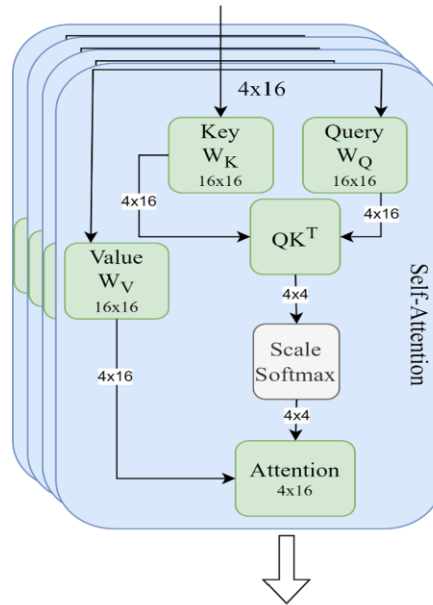 4x16
Key
W_K
16x16
Query
W_Q
16x16
4x16
4x16
QK^T
Value
W_V
16x16
4x4
Self-Attention
Scale
Softmax
4x16
4x4
Attention
4x16